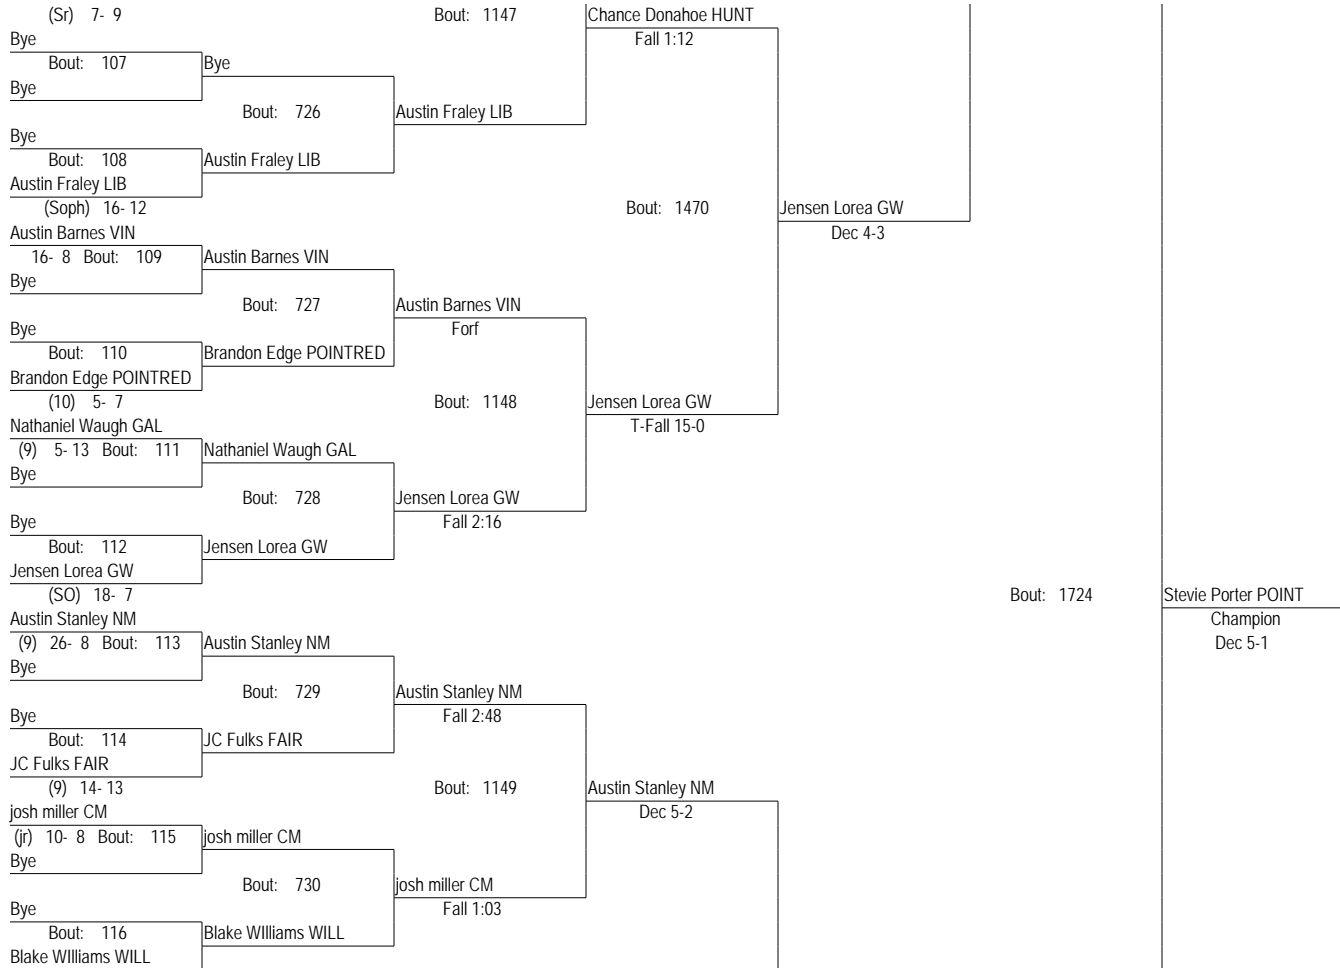 (Sr) 7- 9 Bout: 1147 Chance Donahoe HUNT
Bye Fall 1:12
Bout: 107 Bye
Bye
Bout: 726 Austin Fraley LIB
Bye
Bout: 108 Austin Fraley LIB
Austin Fraley LIB
(Soph) 16- 12 Bout: 1470 Jensen Lorea GW
Austin Barnes VIN Dec 4-3
16- 8 Bout: 109 Austin Barnes VIN
Bye
Bout: 727 Austin Barnes VIN
Bye Forf
Bout: 110 Brandon Edge POINTRED
Brandon Edge POINTRED
(10) 5- 7 Bout: 1148 Jensen Lorea GW
Nathaniel Waugh GAL T-Fall 15-0
(9) 5- 13 Bout: 111 Nathaniel Waugh GAL
Bye
Bout: 728 Jensen Lorea GW
Bye Fall 2:16
Bout: 112 Jensen Lorea GW
Jensen Lorea GW
(SO) 18- 7 Bout: 1724 Stevie Porter POINT
Austin Stanley NM Champion
(9) 26- 8 Bout: 113 Austin Stanley NM Dec 5-1
Bye
Bout: 729 Austin Stanley NM
Bye Fall 2:48
Bout: 114 JC Fulks FAIR
JC Fulks FAIR
(9) 14- 13 Bout: 1149 Austin Stanley NM
josh miller CM Dec 5-2
(jr) 10- 8 Bout: 115 josh miller CM
Bye
Bout: 730 josh miller CM
Bye Fall 1:03
Bout: 116 Blake WIlliams WILL
Blake WIlliams WILL